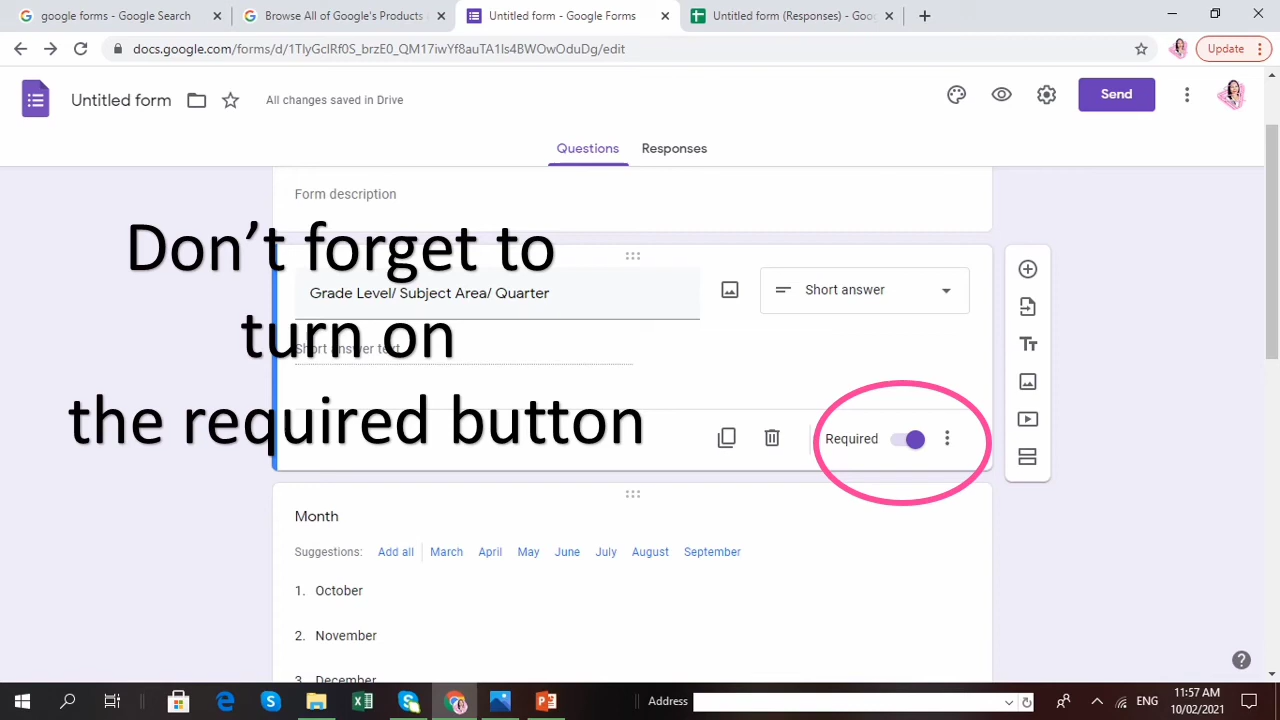 google forms - Google Search
Browse All of Google's Products a
Untitled form - Google Forms
Untitled form (Responses) - Goog
docs.google.com/forms/d/1TIyGclRf0S_brzE0_QM17iwYf8auTA1Is4BWOwOduDg/edit
Update
Untitled form
All changes saved in Drive
Send
Questions
Responses
Form description
Don't forget to
Grade Level/ Subject Area/ Quarter
Short answer
turn on
Short answer text
the required button
Required
Month
Suggestions: Add all March April May June July August September
1. October
2. November
3. December
Address
ENG
11:57 AM
10/02/2021